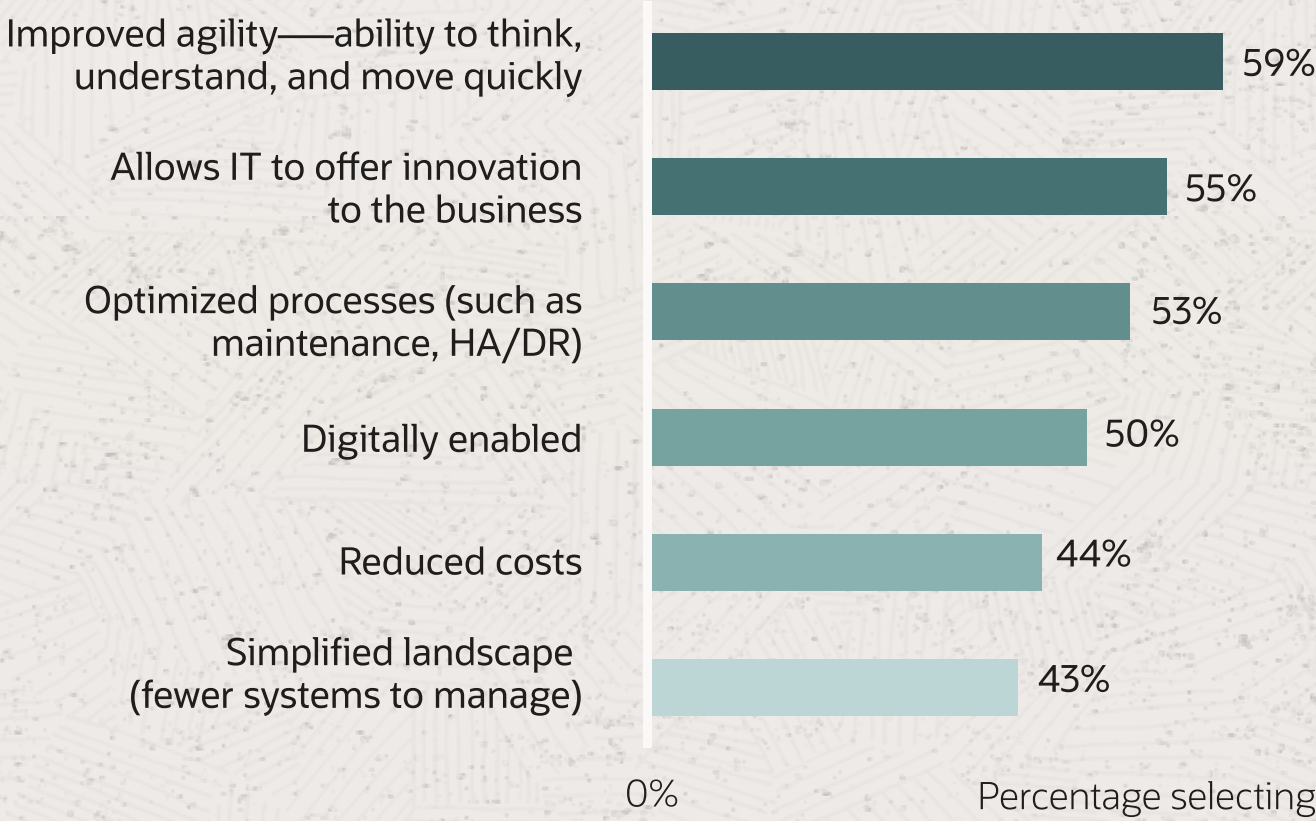 Improved agility——ability to think,
understand, and move quickly
59%
Allows IT to offer innovation
to the business
55%
Optimized processes (such as
maintenance, HA/DR)
53%
Digitally enabled
50%
Reduced costs
44%
Simplified landscape
(fewer systems to manage)
43%
0%
Percentage selecting